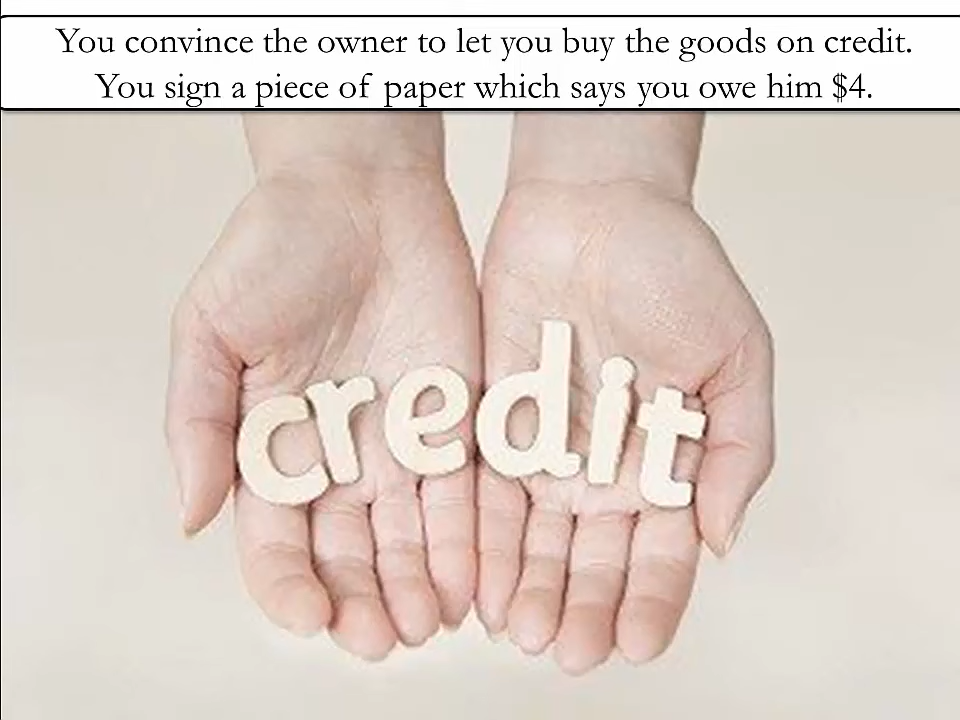 You convince the owner to let you buy the goods on credit.
You sign a piece of paper which says you owe him $4.
credit